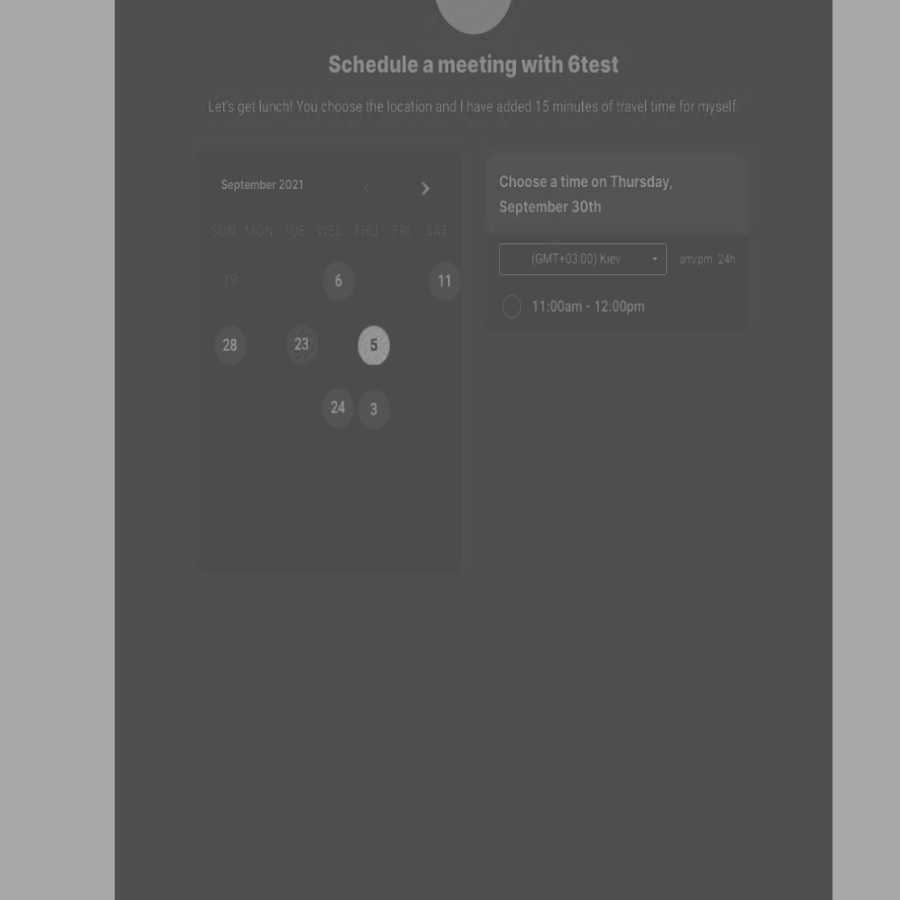 Schedule a meeting with 6test
Let's get lunch! You choose the location and I have added 15 minutes of travel time for myself.
September 2021
SUN MON TUE WED THU FRI SAT
19 6 11
28 23 5
24 3
Choose a time on Thursday,
September 30th
(GMT+03:00) Kiev am/pm 24h
11:00am - 12:00pm